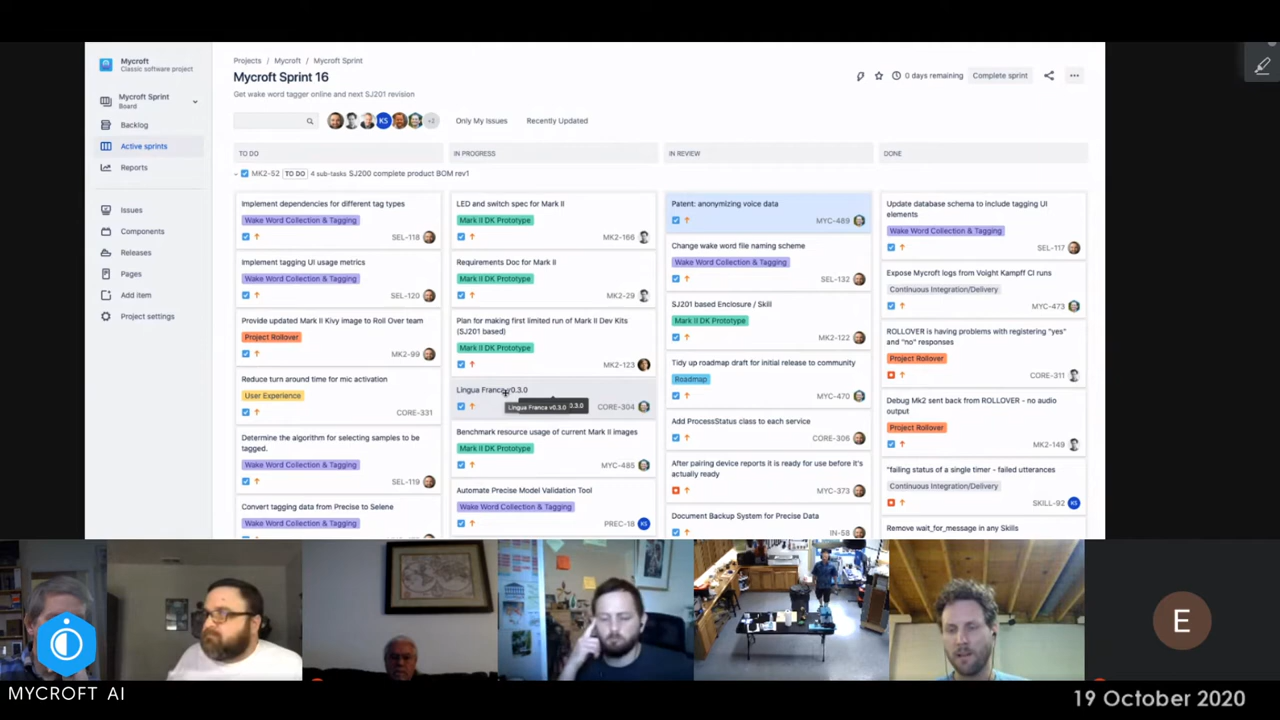 Mycroft
Classic software project
Mycroft Sprint
Board
Backlog
Active sprints
Reports
Issues
Components
Releases
Pages
Add item
Project settings
Projects / Mycroft / Mycroft Sprint
Mycroft Sprint 16
Get wake word tagger online and next SJ201 revision
0 days remaining
Complete sprint
KS
Only My Issues
Recently Updated
TO DO
IN PROGRESS
IN REVIEW
DONE
MK2-52 TO DO 4 sub-tasks SJ200 complete product BOM rev1
Implement dependencies for different tag types
Wake Word Collection & Tagging
SEL-118
Implement tagging UI usage metrics
Wake Word Collection & Tagging
SEL-120
Provide updated Mark II Kivy image to Roll Over team
Project Rollover
MK2-99
Reduce turn around time for mic activation
User Experience
CORE-331
Determine the algorithm for selecting samples to be
tagged.
Wake Word Collection & Tagging
SEL-119
Convert tagging data from Precise to Selene
Wake Word Collection & Tagging
LED and switch spec for Mark II
Mark II DK Prototype
MK2-166
Requirements Doc for Mark II
Mark II DK Prototype
MK2-29
Plan for making first limited run of Mark II Dev Kits
(SJ201 based)
Mark II DK Prototype
MK2-123
Lingua Franca v0.3.0
Lingua Franca v0.3.0
3.0
CORE-304
Benchmark resource usage of current Mark II images
Mark II DK Prototype
MYC-485
Automate Precise Model Validation Tool
Wake Word Collection & Tagging
PREC-18
KS
Patent: anonymizing voice data
MYC-489
Change wake word file naming scheme
Wake Word Collection & Tagging
SEL-132
SJ201 based Enclosure / Skill
Mark II DK Prototype
MK2-122
Tidy up roadmap draft for initial release to community
Roadmap
MYC-470
Add ProcessStatus class to each service
CORE-306
After pairing device reports it is ready for use before it's
actually ready
MYC-373
Document Backup System for Precise Data
IN-58
Update database schema to include tagging UI
elements
Wake Word Collection & Tagging
SEL-117
Expose Mycroft logs from Voight Kampff CI runs
Continuous Integration/Delivery
MYC-473
ROLLOVER is having problems with registering "yes"
and "no" responses
Project Rollover
CORE-311
Debug Mk2 sent back from ROLLOVER - no audio
output
Project Rollover
MK2-149
"failing status of a single timer - failed utterances
Continuous Integration/Delivery
SKILL-92
KS
Remove wait_for_message in any Skills
E
MYCROFT AI
19 October 2020